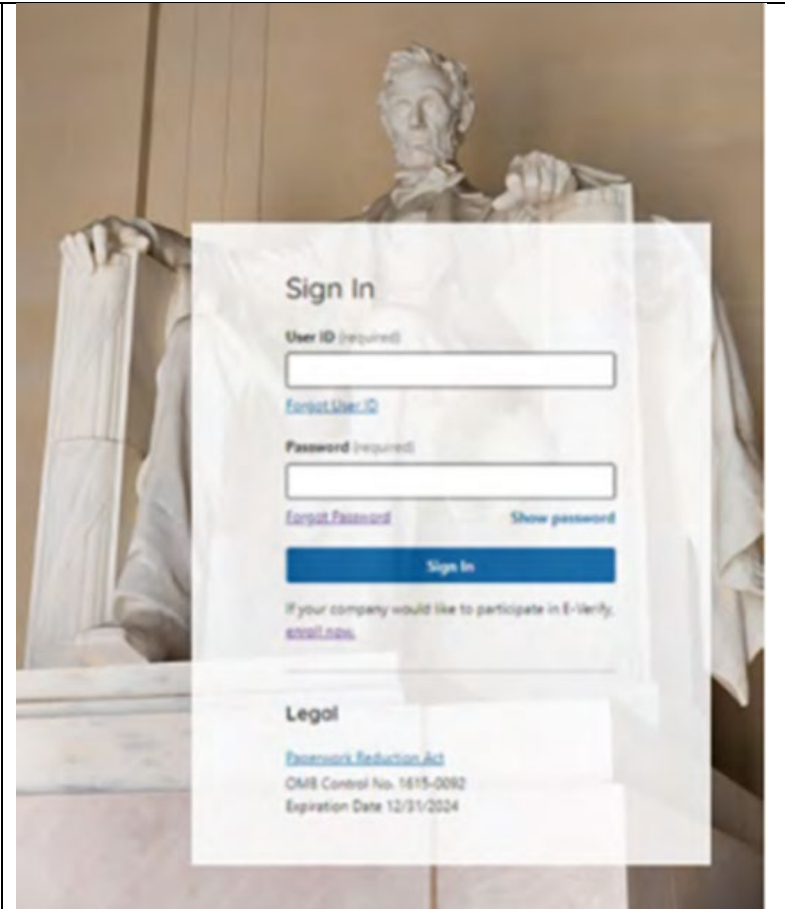 Sign In
User ID (required)
Forgot User ID
Password (required)
Forgot Password Show password
Sign In
If your company would like to participate in E-Verify,
enroll now.
Legal
Paperwork Reduction Act
OMB Control No. 1615-0092
Expiration Date 12/31/2024